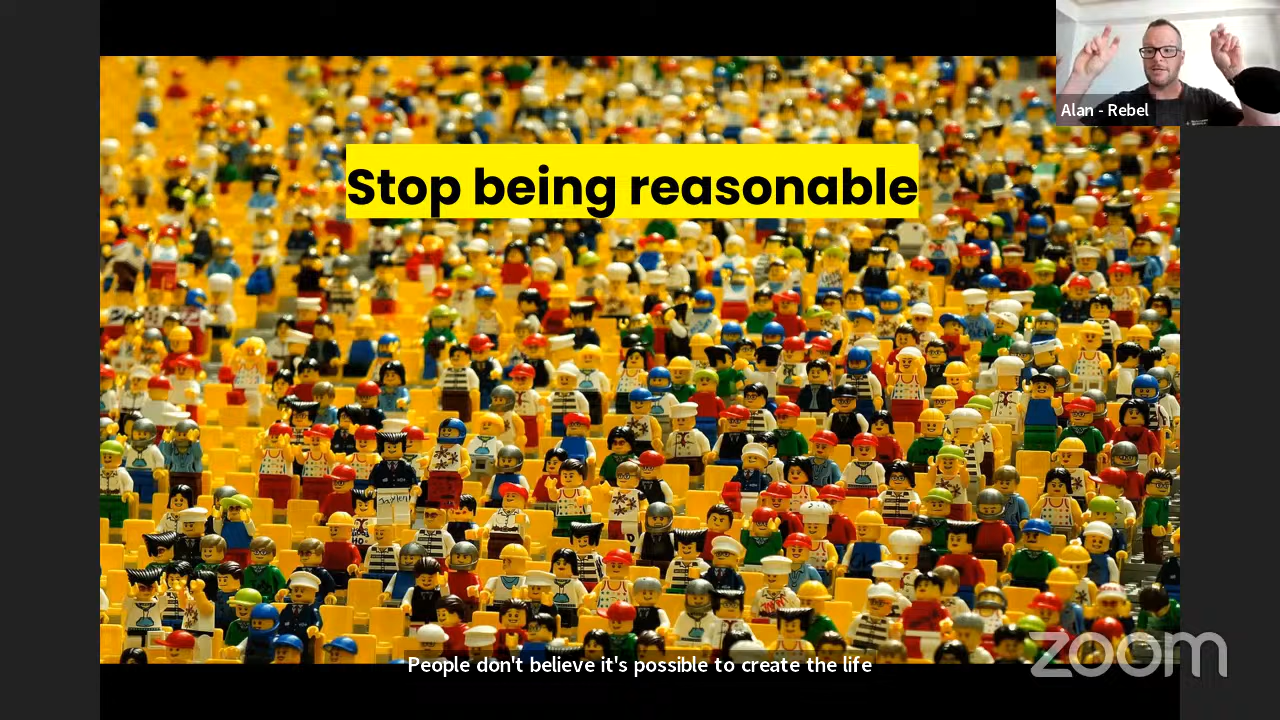 Alan - Rebel
Stop being reasonable
People don't believe it's possible to create the life
zoom